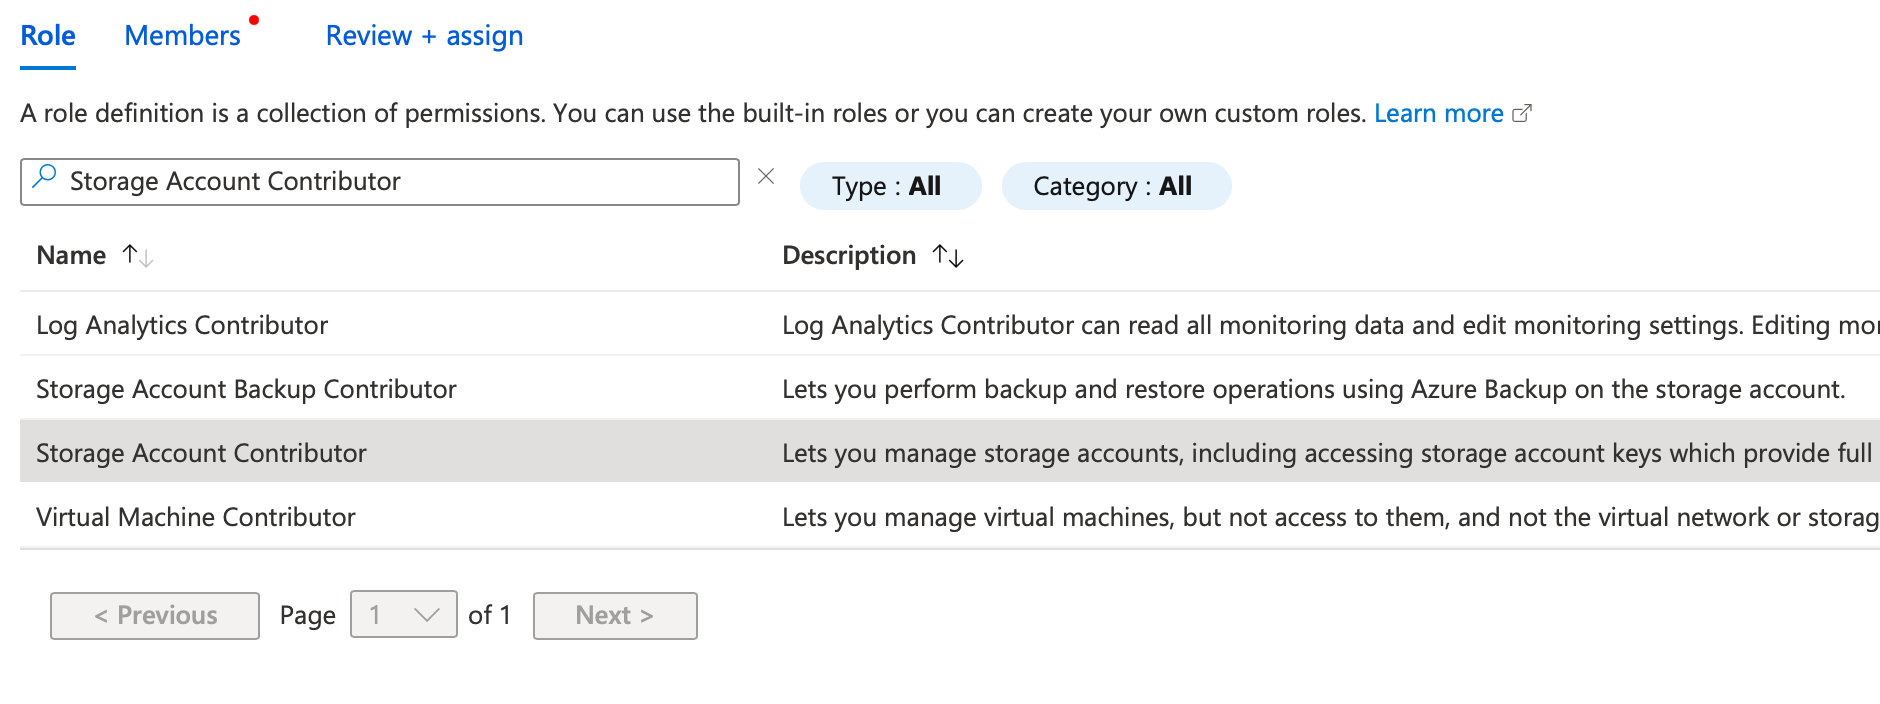 Role Members Review + assign
A role definition is a collection of permissions. You can use the built-in roles or you can create your own custom roles. Learn more
Storage Account Contributor Type : All Category : All
Name Description
Log Analytics Contributor Log Analytics Contributor can read all monitoring data and edit monitoring settings. Editing
Storage Account Backup Contributor Lets you perform backup and restore operations using Azure Backup on the storage account.
Storage Account Contributor Lets you manage storage accounts, including accessing storage account keys which provide full
Virtual Machine Contributor Lets you manage virtual machines, but not access to them, and not the virtual network or
< Previous Page 1 of 1 Next >